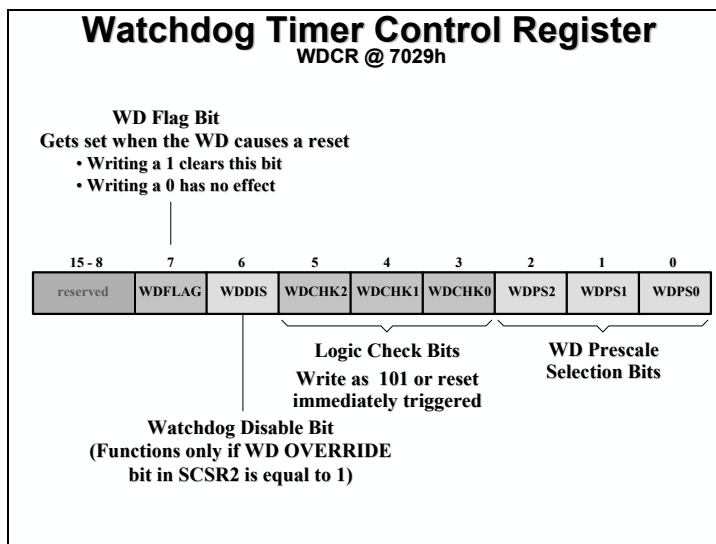 Watchdog Timer Control Register
WDCR @ 7029h
WD Flag Bit
Gets set when the WD causes a reset
• Writing a 1 clears this bit
• Writing a 0 has no effect
15 - 8 7 6 5 4 3 2 1 0
reserved WDFLAG WDDIS WDCHK2 WDCHK1 WDCHK0 WDPS2 WDPS1 WDPS0
Logic Check Bits
Write as 101 or reset
immediately triggered
WD Prescale
Selection Bits
Watchdog Disable Bit
(Functions only if WD OVERRIDE
bit in SCSR2 is equal to 1)